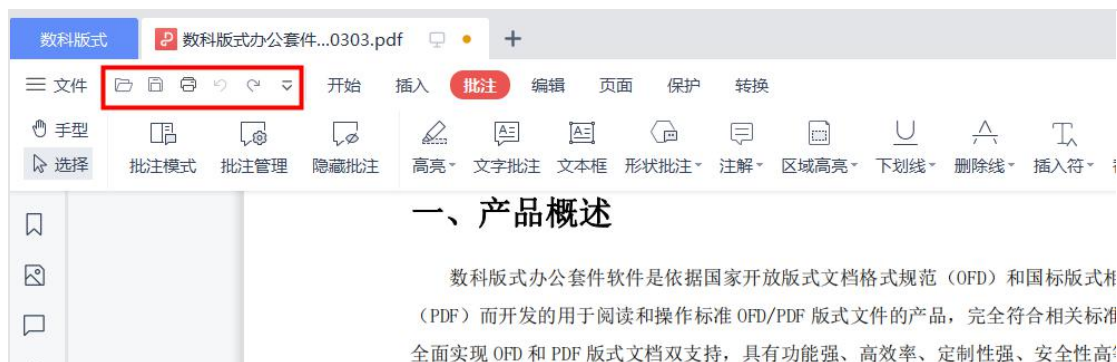 数科版式 数科版式办公套件...0303.pdf
文件 开始 插入 批注 编辑 页面 保护 转换
手型
选择 批注模式 批注管理 隐藏批注 高亮 文字批注 文本框 形状批注 注解 区域高亮 下划线 删除线 插入符
一、产品概述
数科版式办公套件软件是依据国家开放版式文档格式规范（OFD）和国标版式相
（PDF）而开发的用于阅读和操作标准 OFD/PDF 版式文件的产品，完全符合相关标准
全面实现 OFD 和 PDF 版式文档双支持，具有功能强、高效率、定制性强、安全性高